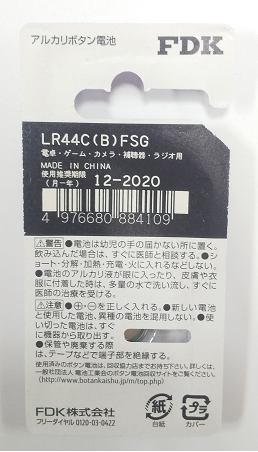 アルカリボタン電池
FDK
LR44C(B)FSG
電卓・ゲーム・カメラ・補聴器・ラジオ用
MADE IN CHINA
使用推奨期限
(月-年) 12-2020
4 976680 884109
【警告】●電池は幼児の手の届かない所に置く。
飲み込んだ場合は、すぐに医師と相談する。●シ
ョート・分解・加熱・充電・火に入れるなどしない。
●電池のアルカリ液が眼に入ったり、皮膚や衣
服に付着した時は、多量の水で洗い流し、すぐに
医師の治療を受ける。
【注意】●⊕・⊖を正しく入れる。●新しい電池
と使用した電池、異種の電池を混用しない。●使
い切った電池は、すぐ
に機器から取り出す。
●保管や廃棄する際
は、テープなどで端子部を絶縁する。
使用済みのボタン電池は、回収協力店までお持ち下さい。詳しくは、
一般社団法人 電池工業会のボタン電池回収サイトをご覧ください。
(http://www.botankaishu.jp/m/top.php)
FDK株式会社
フリーダイヤル 0120-03-0422
紙
台紙
プラ
カバー